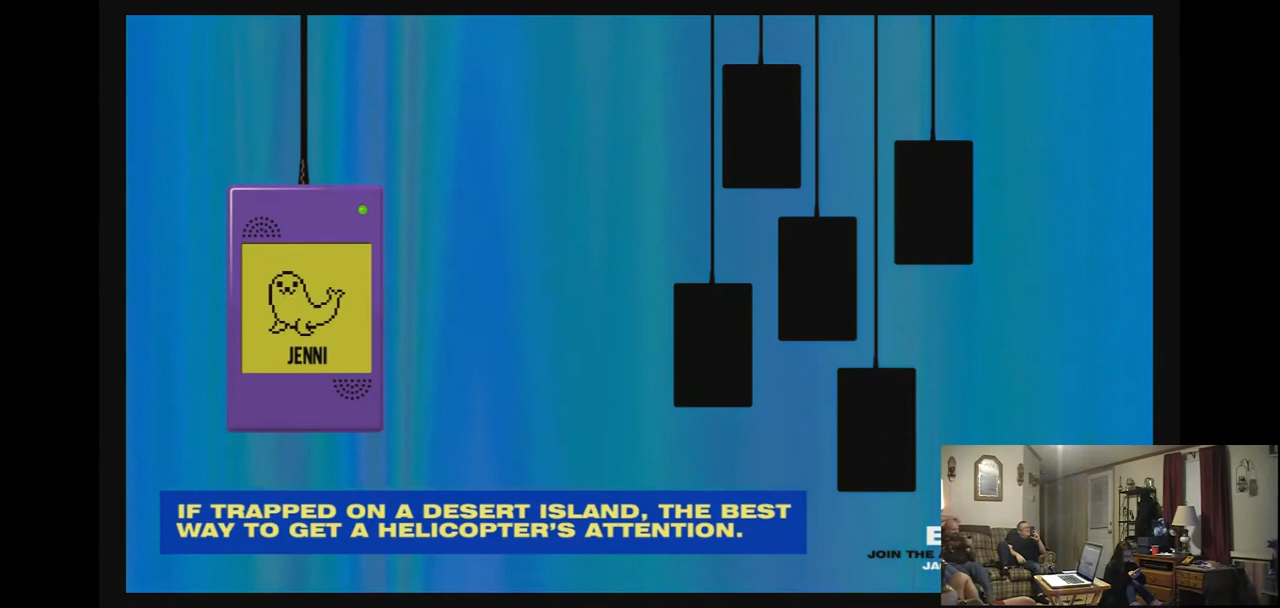 JENNI
IF TRAPPED ON A DESERT ISLAND, THE BEST
WAY TO GET A HELICOPTER'S ATTENTION.
JOIN THE